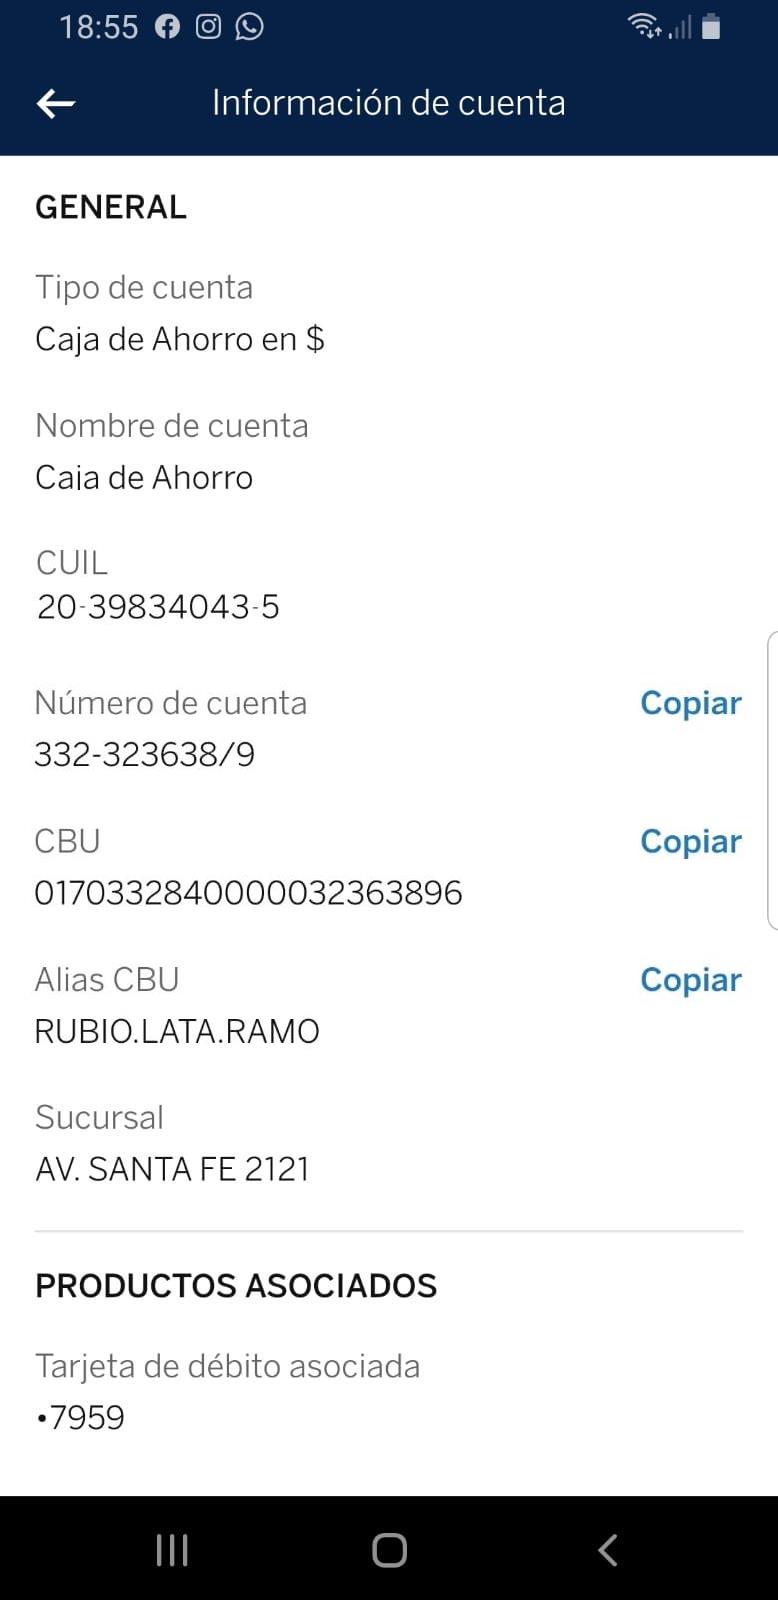 18:55
Información de cuenta
GENERAL
Tipo de cuenta
Caja de Ahorro en $
Nombre de cuenta
Caja de Ahorro
CUIL
20-39834043-5
Número de cuenta Copiar
332-323638/9
CBU Copiar
0170332840000032363896
Alias CBU Copiar
RUBIO.LATA.RAMO
Sucursal
AV. SANTA FE 2121
PRODUCTOS ASOCIADOS
Tarjeta de débito asociada
•7959